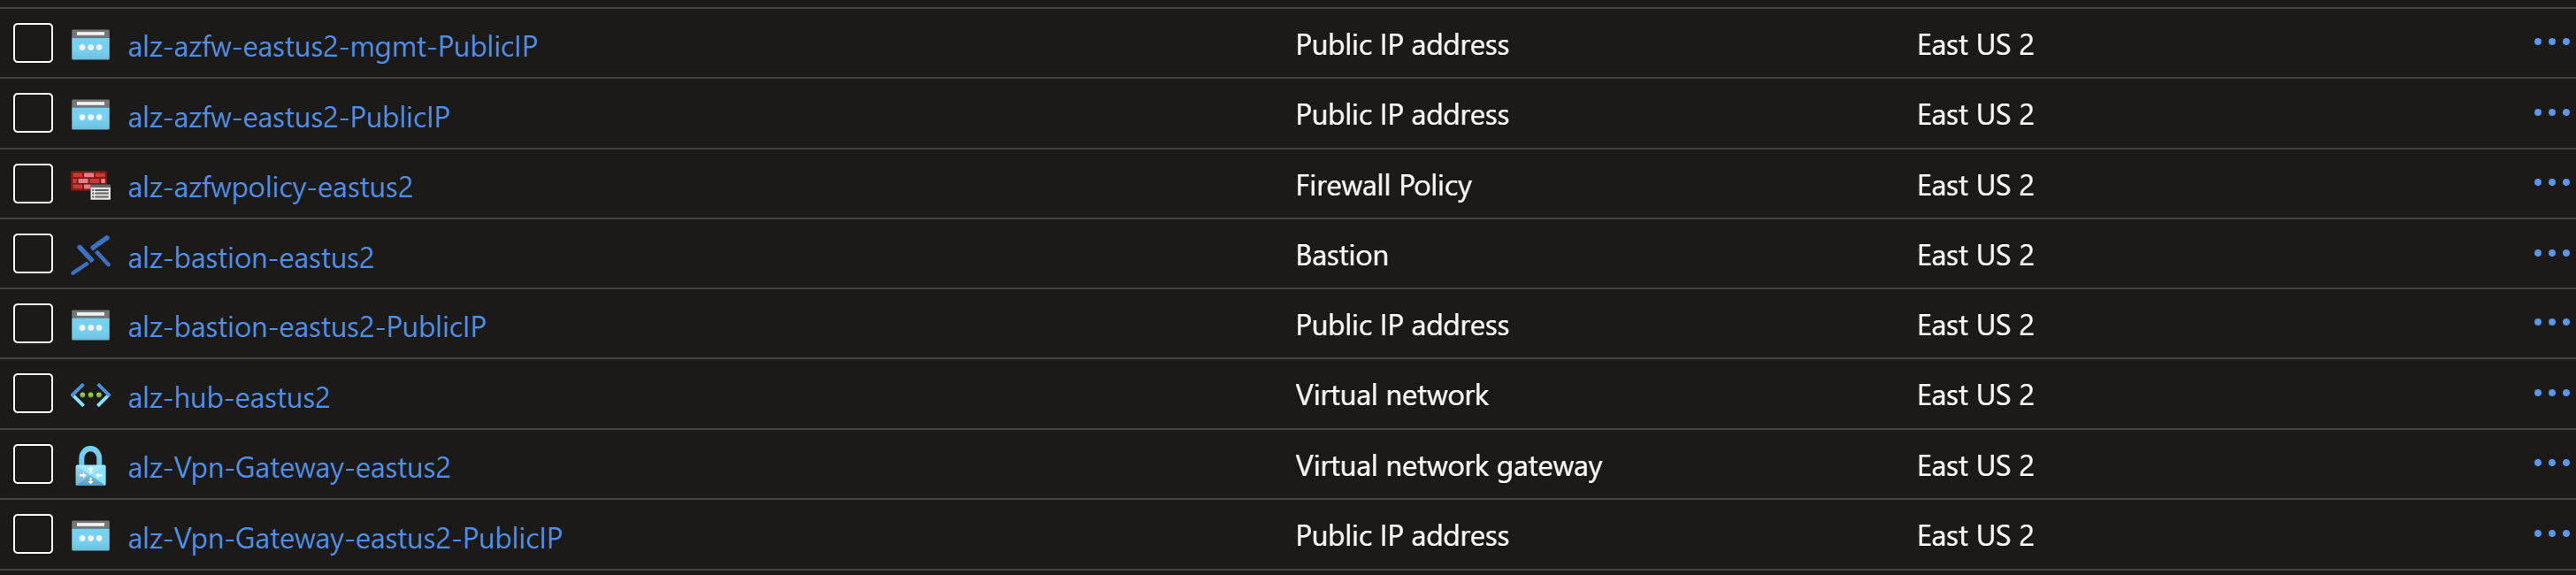 alz-azfw-eastus2-mgmt-PublicIP Public IP address East US 2
alz-azfw-eastus2-PublicIP Public IP address East US 2
alz-azfwpolicy-eastus2 Firewall Policy East US 2
alz-bastion-eastus2 Bastion East US 2
alz-bastion-eastus2-PublicIP Public IP address East US 2
alz-hub-eastus2 Virtual network East US 2
alz-Vpn-Gateway-eastus2 Virtual network gateway East US 2
alz-Vpn-Gateway-eastus2-PublicIP Public IP address East US 2